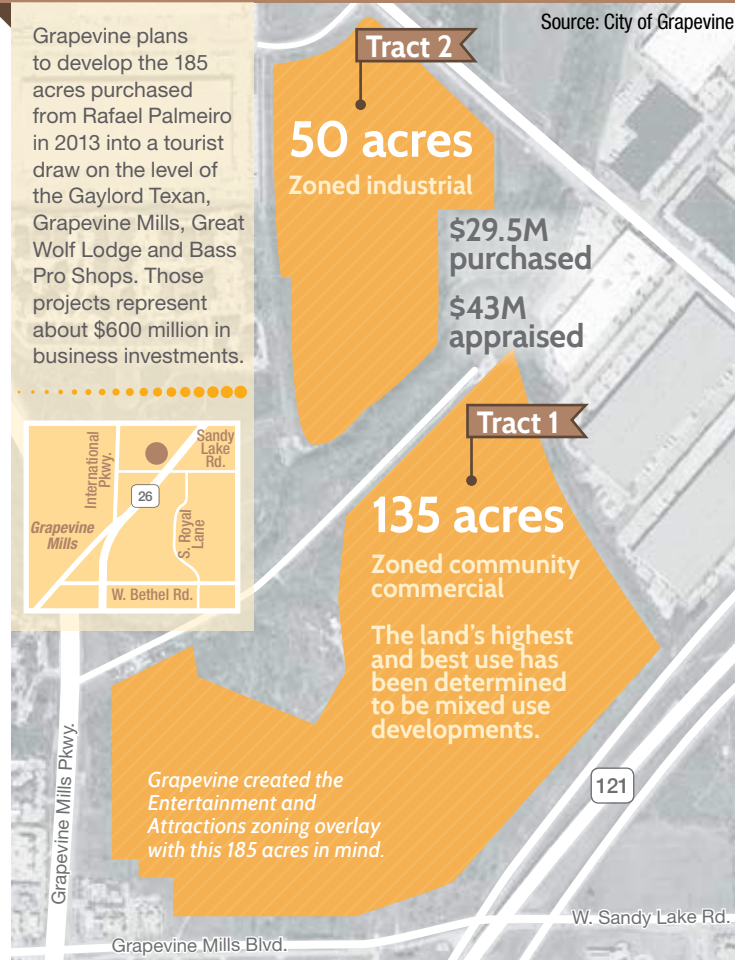 Source: City of Grapevine
Grapevine plans
to develop the 185
acres purchased
from Rafael Palmeiro
in 2013 into a tourist
draw on the level of
the Gaylord Texan,
Grapevine Mills, Great
Wolf Lodge and Bass
Pro Shops. Those
projects represent
about $600 million in
business investments.
International
Pkwy.
Sandy
Lake
Rd.
26
Grapevine
Mills
S. Royal
Lane
W. Bethel Rd.
Tract 2
50 acres
Zoned industrial
$29.5M
purchased
$43M
appraised
Tract 1
135 acres
Zoned community
commercial
The land's highest
and best use has
been determined
to be mixed use
developments.
Grapevine created the
Entertainment and
Attractions zoning overlay
with this 185 acres in mind.
121
Grapevine Mills Pkwy.
W. Sandy Lake Rd.
Grapevine Mills Blvd.